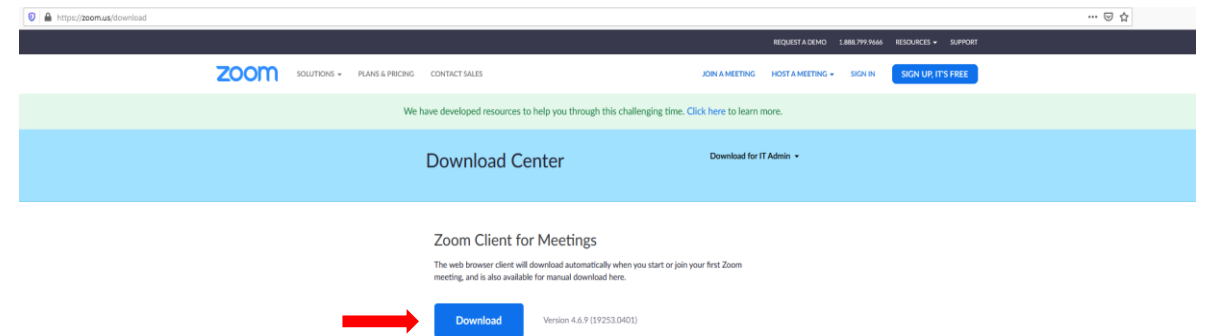 https://zoom.us/download
REQUEST A DEMO 1.888.799.9666 RESOURCES SUPPORT
zoom SOLUTIONS PLANS & PRICING CONTACT SALES JOIN A MEETING HOST A MEETING SIGN IN SIGN UP, IT'S FREE
We have developed resources to help you through this challenging time. Click here to learn more.
Download Center Download for IT Admin
Zoom Client for Meetings
The web browser client will download automatically when you start or join your first Zoom
meeting, and is also available for manual download here.
Download Version 4.6.9 (19253.0401)